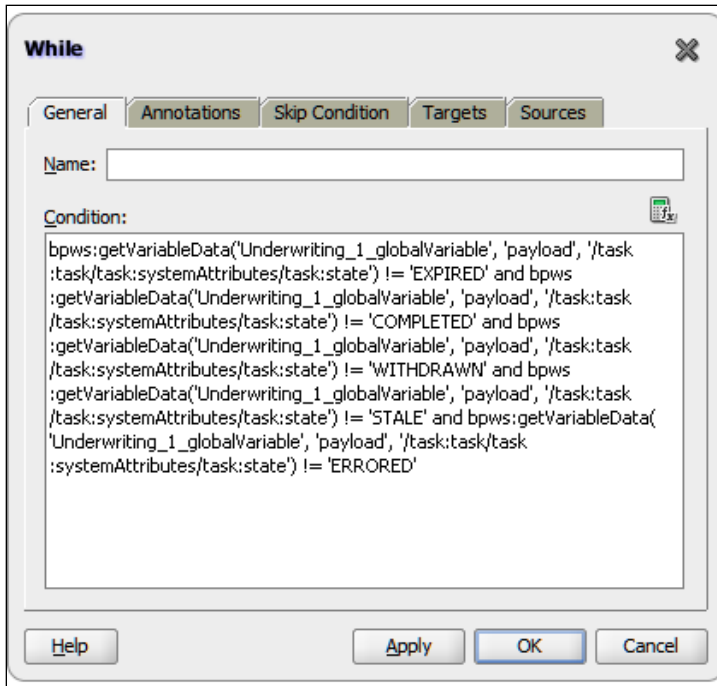 While
General Annotations Skip Condition Targets Sources
Name:
Condition:
bpws:getVariableData('Underwriting_1_globalVariable', 'payload', '/task
:task/task:systemAttributes/task:state') != 'EXPIRED' and bpws
:getVariableData('Underwriting_1_globalVariable', 'payload', '/task:task
/task:systemAttributes/task:state') != 'COMPLETED' and bpws
:getVariableData('Underwriting_1_globalVariable', 'payload', '/task:task
/task:systemAttributes/task:state') != 'WITHDRAWN' and bpws
:getVariableData('Underwriting_1_globalVariable', 'payload', '/task:task
/task:systemAttributes/task:state') != 'STALE' and bpws:getVariableData(
'Underwriting_1_globalVariable', 'payload', '/task:task/task
:systemAttributes/task:state') != 'ERRORED'
Help Apply OK Cancel